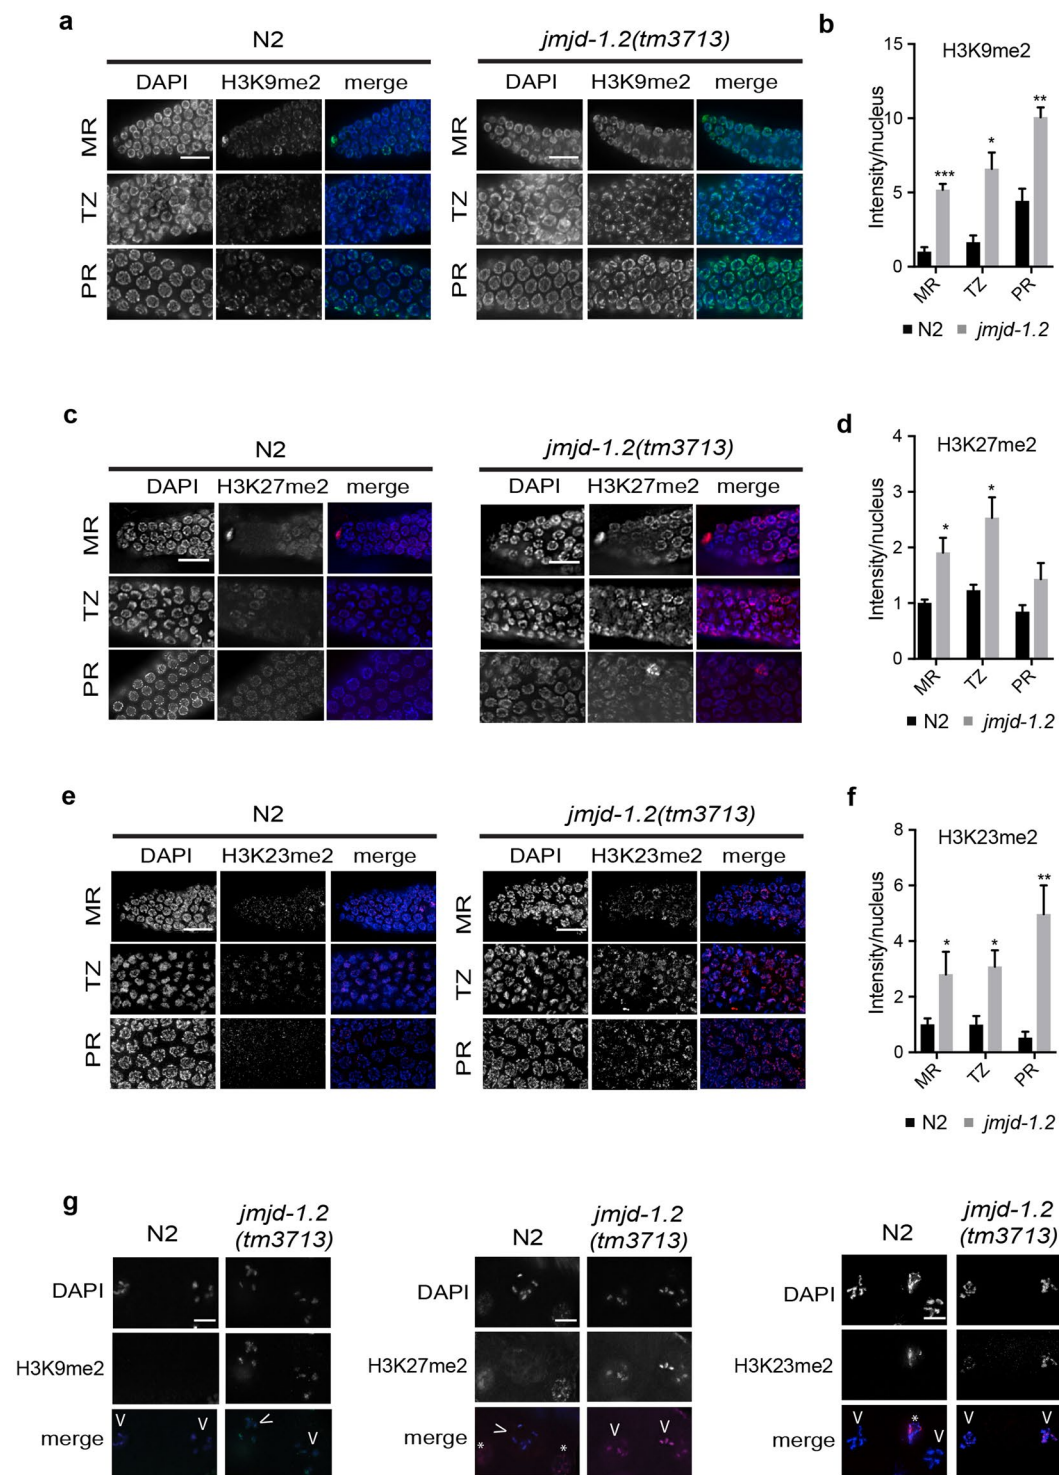 a
N2
jmjd-1.2(tm3713)
DAPI H3K9me2 merge
DAPI H3K9me2 merge
MR
TZ
PR
MR
TZ
PR
b
H3K9me2
Intensity/nucleus
15
10
5
0
***
*
**
MR TZ PR
N2 jmjd-1.2
c
N2
jmjd-1.2(tm3713)
DAPI H3K27me2 merge
DAPI H3K27me2 merge
MR
TZ
PR
MR
TZ
PR
d
H3K27me2
Intensity/nucleus
4
3
2
1
0
*
*
MR TZ PR
N2 jmjd-1.2
e
N2
jmjd-1.2(tm3713)
DAPI H3K23me2 merge
DAPI H3K23me2 merge
MR
TZ
PR
MR
TZ
PR
f
H3K23me2
Intensity/nucleus
8
6
4
2
0
*
*
**
MR TZ PR
N2 jmjd-1.2
g
N2
jmjd-1.2
(tm3713)
DAPI
H3K9me2
merge
N2
jmjd-1.2
(tm3713)
DAPI
H3K27me2
merge
* *
N2
jmjd-1.2
(tm3713)
DAPI
H3K23me2
merge
*